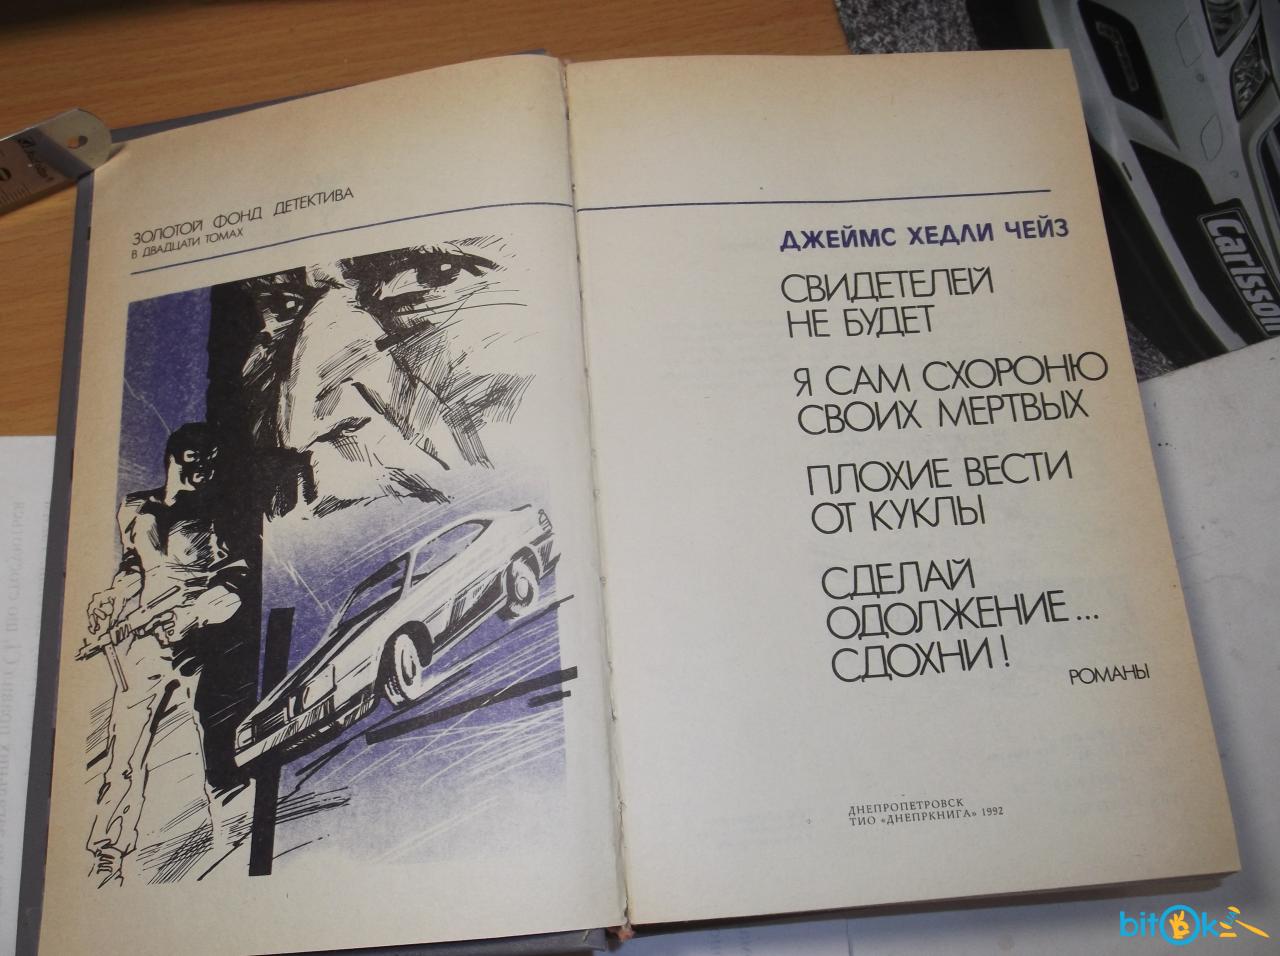 ЗОЛОТОЙ ФОНД ДЕТЕКТИВА
В ДВАДЦАТИ ТОМАХ
ДЖЕЙМС ХЕДЛИ ЧЕЙЗ
СВИДЕТЕЛЕЙ
НЕ БУДЕТ
Я САМ СХОРОНЮ
СВОИХ МЕРТВЫХ
ПЛОХИЕ ВЕСТИ
ОТ КУКЛЫ
СДЕЛАЙ
ОДОЛЖЕНИЕ...
СДОХНИ!
РОМАНЫ
ДНЕПРОПЕТРОВСК
ТИО «ДНЕПРКНИГА» 1992
Carlsson
bitOk